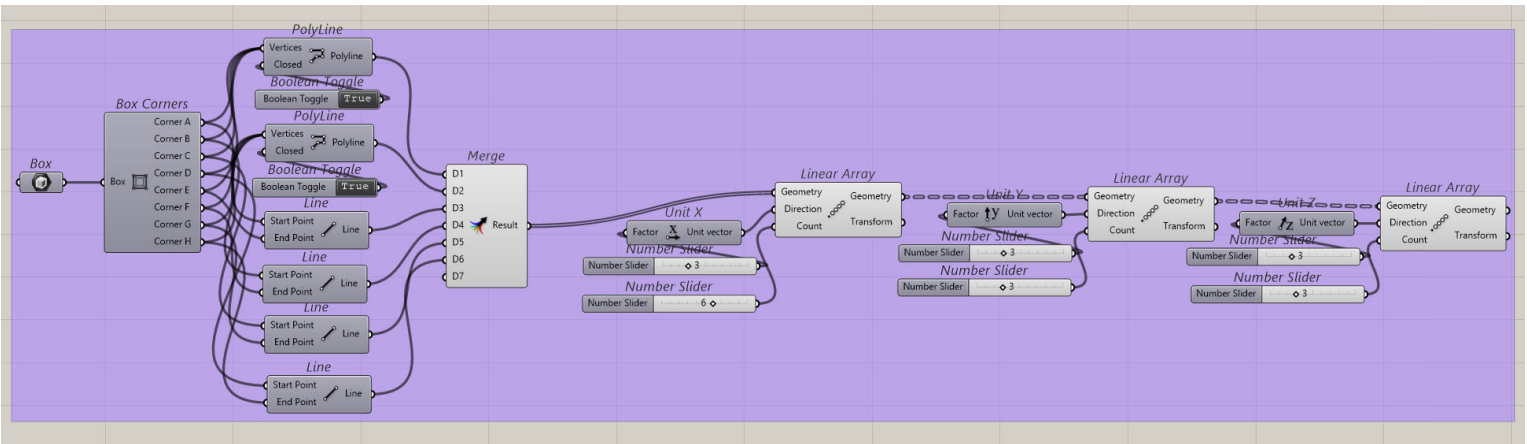 Box
Box Corners
Box
Corner A
Corner B
Corner C
Corner D
Corner E
Corner F
Corner G
Corner H
PolyLine
Vertices
Closed
Polyline
Boolean Toggle
Boolean Toggle True
PolyLine
Vertices
Closed
Polyline
Boolean Toggle
Boolean Toggle True
Line
Start Point
End Point
Line
Line
Start Point
End Point
Line
Line
Start Point
End Point
Line
Line
Start Point
End Point
Line
Merge
D1
D2
D3
D4
D5
D6
D7
Result
Unit X
Factor X Unit vector
Number Slider
Number Slider 3
Number Slider
Number Slider 6
Linear Array
Geometry
Direction
Count
Geometry
Transform
Unit Y
Factor y Unit vector
Number Slider
Number Slider 3
Number Slider
Number Slider 3
Linear Array
Geometry
Direction
Count
Geometry
Transform
Unit Z
Factor Z Unit vector
Number Slider
Number Slider 3
Number Slider
Number Slider 3
Linear Array
Geometry
Direction
Count
Geometry
Transform